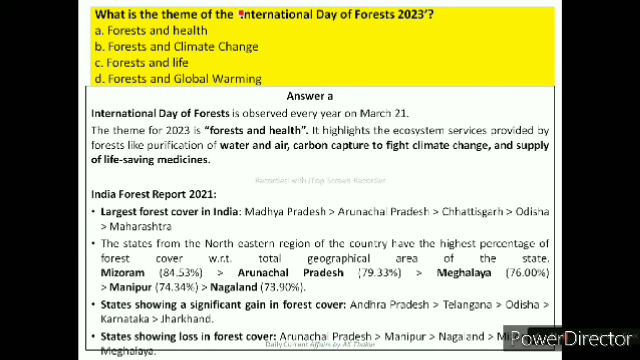 What is the theme of the 'International Day of Forests 2023'?
a. Forests and health
b. Forests and Climate Change
c. Forests and life
d. Forests and Global Warming
Answer a
International Day of Forests is observed every year on March 21.
The theme for 2023 is "forests and health". It highlights the ecosystem services provided by
forests like purification of water and air, carbon capture to fight climate change, and supply
of life-saving medicines.
Recorded with iTop Screen Recorder
India Forest Report 2021:
• Largest forest cover in India: Madhya Pradesh > Arunachal Pradesh > Chhattisgarh > Odisha
> Maharashtra
• The states from the North eastern region of the country have the highest percentage of
forest cover w.r.t. total geographical area of the state.
Mizoram (84.53%) > Arunachal Pradesh (79.33%) > Meghalaya (76.00%)
> Manipur (74.34%) > Nagaland (73.90%).
• States showing a significant gain in forest cover: Andhra Pradesh > Telangana > Odisha >
Karnataka > Jharkhand.
• States showing loss in forest cover: Arunachal Pradesh > Manipur > Nagaland >
PowerDirector
Daily Current Affairs by AK Thakur
Meghalaya.